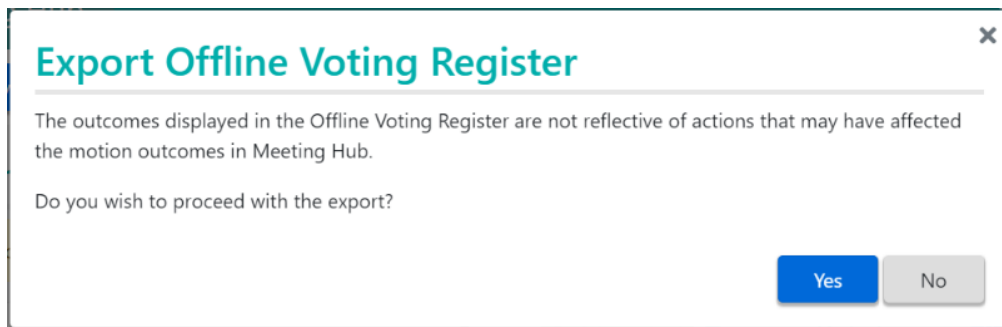 Export Offline Voting Register
The outcomes displayed in the Offline Voting Register are not reflective of actions that may have affected
the motion outcomes in Meeting Hub.
Do you wish to proceed with the export?
Yes No